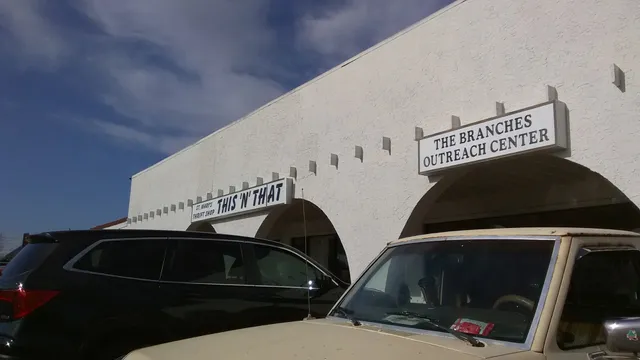 ST. MARY'S
THRIFT SHOP
THIS 'N' THAT
THE BRANCHES
OUTREACH CENTER